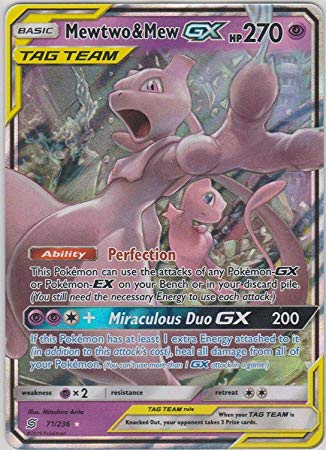 BASIC
Mewtwo&Mew GX HP270
TAG TEAM
Ability Perfection
This Pokémon can use the attacks of any Pokémon-GX
or Pokémon-EX on your Bench or in your discard pile.
(You still need the necessary Energy to use each attack.)
+ Miraculous Duo GX 200
If this Pokémon has at least 1 extra Energy attached to it
(in addition to this attack's cost), heal all damage from all of
your Pokémon. (You can't use more than 1 GX attack in a game.)
weakness ×2 resistance retreat
Illus. Mitsuhiro Arita
TAG TEAM rule
When your TAG TEAM is
Knocked Out, your opponent takes 3 Prize cards.
71/236
©2019 Pokémon